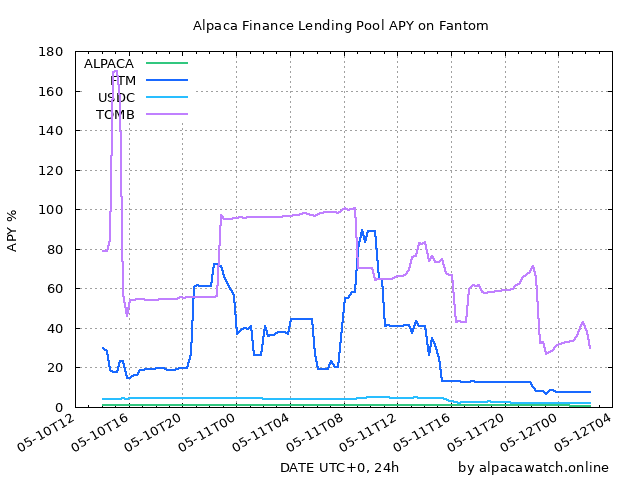 Alpaca Finance Lending Pool APY on Fantom
180
160
140
120
100
80
60
40
20
0
APY %
ALPACA
FTM
USDC
TOMB
05-10T12
05-10T16
05-10T20
05-11T00
05-11T04
05-11T08
05-11T12
05-11T16
05-11T20
05-12T00
05-12T04
DATE UTC+0, 24h
by alpacawatch.online